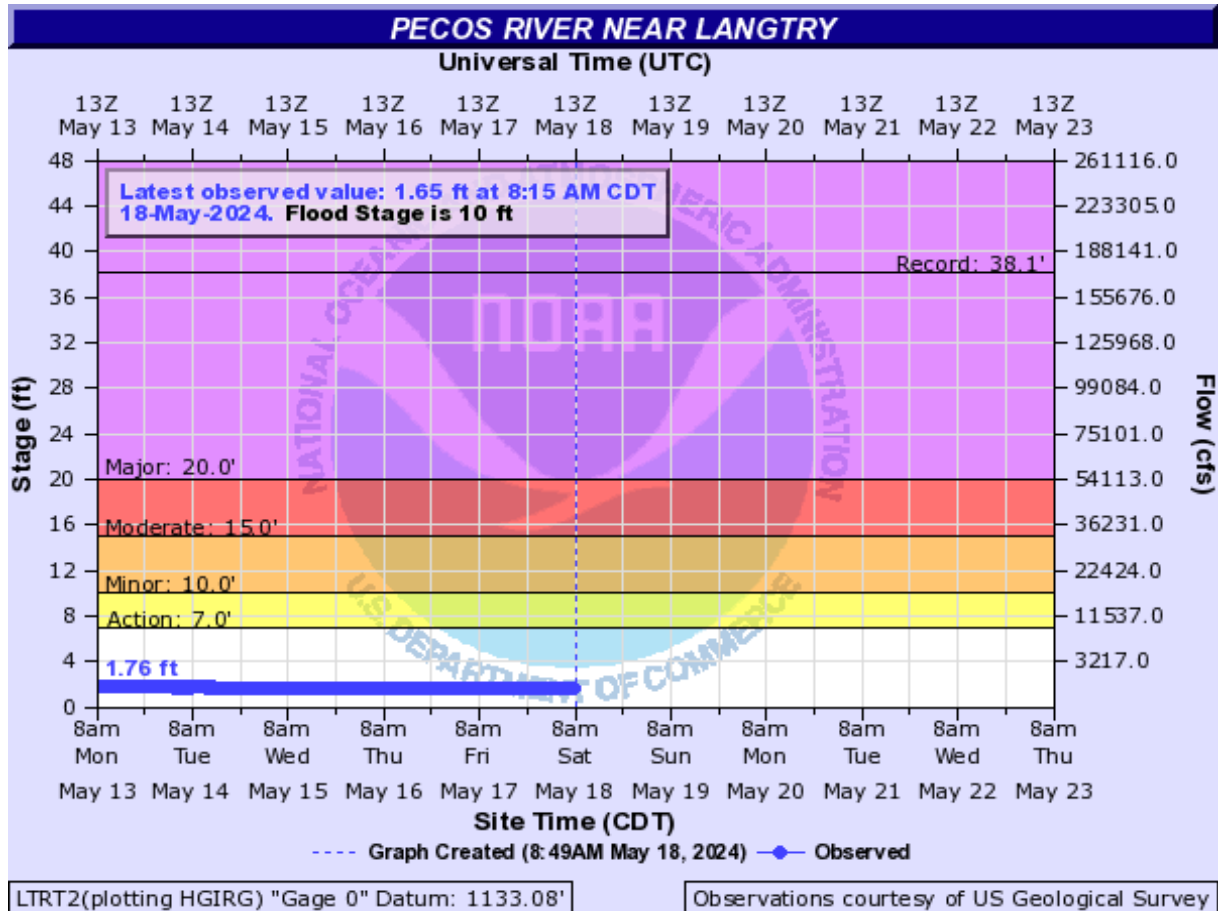 PECOS RIVER NEAR LANGTRY
Universal Time (UTC)
13Z 13Z 13Z 13Z 13Z 13Z 13Z 13Z 13Z 13Z 13Z
May 13 May 14 May 15 May 16 May 17 May 18 May 19 May 20 May 21 May 22 May 23
48 261116.0
Latest observed value: 1.65 ft at 8:15 AM CDT
18-May-2024. Flood Stage is 10 ft
44 223305.0
40 188141.0
Record: 38.1'
36 155676.0
32 125968.0
28 99084.0
24 75101.0
Major: 20.0'
20 54113.0
16 36231.0
Moderate: 15.0'
12 22424.0
Minor: 10.0'
8 11537.0
Action: 7.0'
4 3217.0
1.76 ft
0
Stage (ft)
Flow (cfs)
NATIONAL OCEANIC AND ATMOSPHERIC ADMINISTRATION
NOAA
U.S. DEPARTMENT OF COMMERCE
8am 8am 8am 8am 8am 8am 8am 8am 8am 8am 8am
Mon Tue Wed Thu Fri Sat Sun Mon Tue Wed Thu
May 13 May 14 May 15 May 16 May 17 May 18 May 19 May 20 May 21 May 22 May 23
Site Time (CDT)
Graph Created (8:49AM May 18, 2024) Observed
LTRT2(plotting HGIRG) "Gage 0" Datum: 1133.08'
Observations courtesy of US Geological Survey